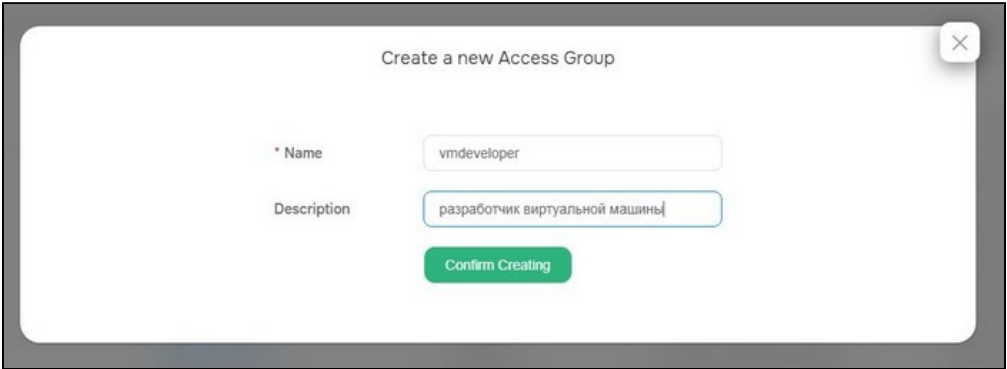 Create a new Access Group
* Name
vmdeveloper
Description
разработчик виртуальной машины
Confirm Creating